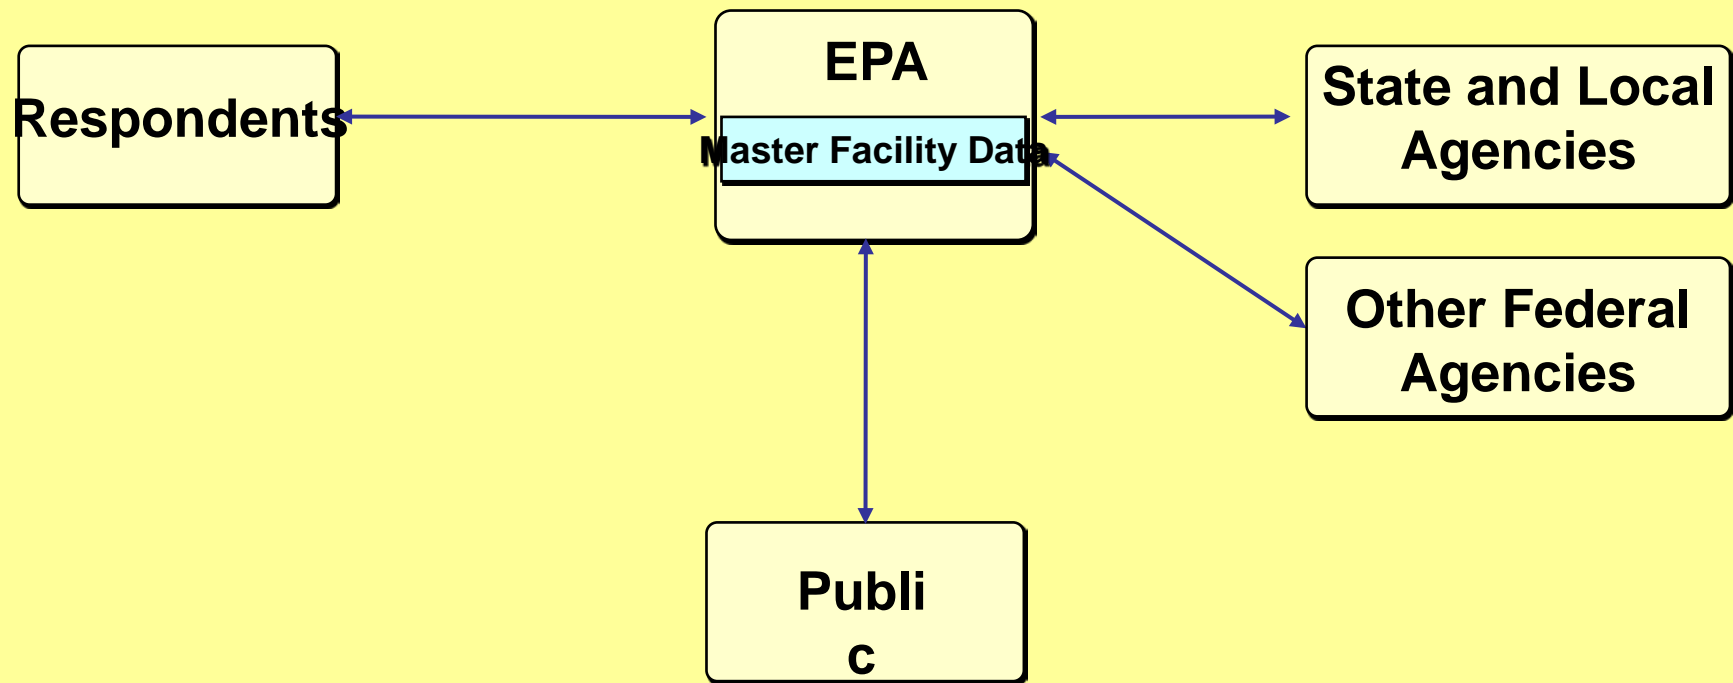 Respondents
EPA
Master Facility Data
State and Local
Agencies
Other Federal
Agencies
Publi
c